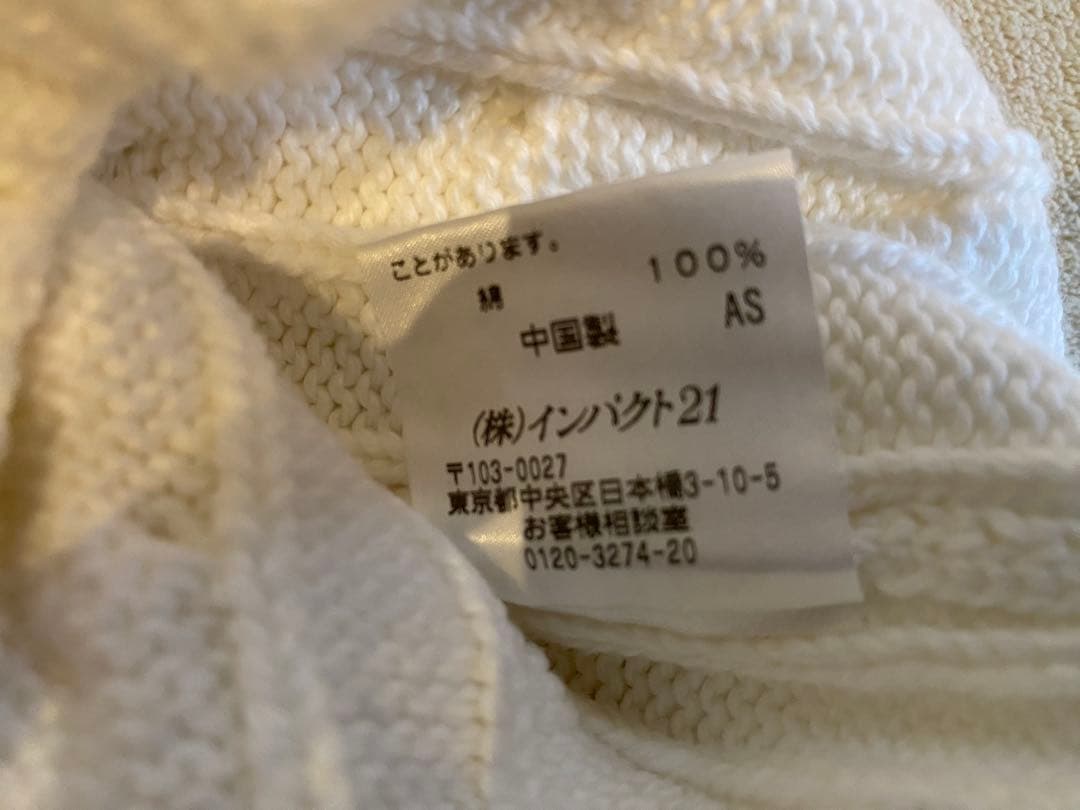 ことがあります。
綿 100%
中国製 AS
(株)インパクト21
〒103-0027
東京都中央区日本橋3-10-5
お客様相談室
0120-3274-20